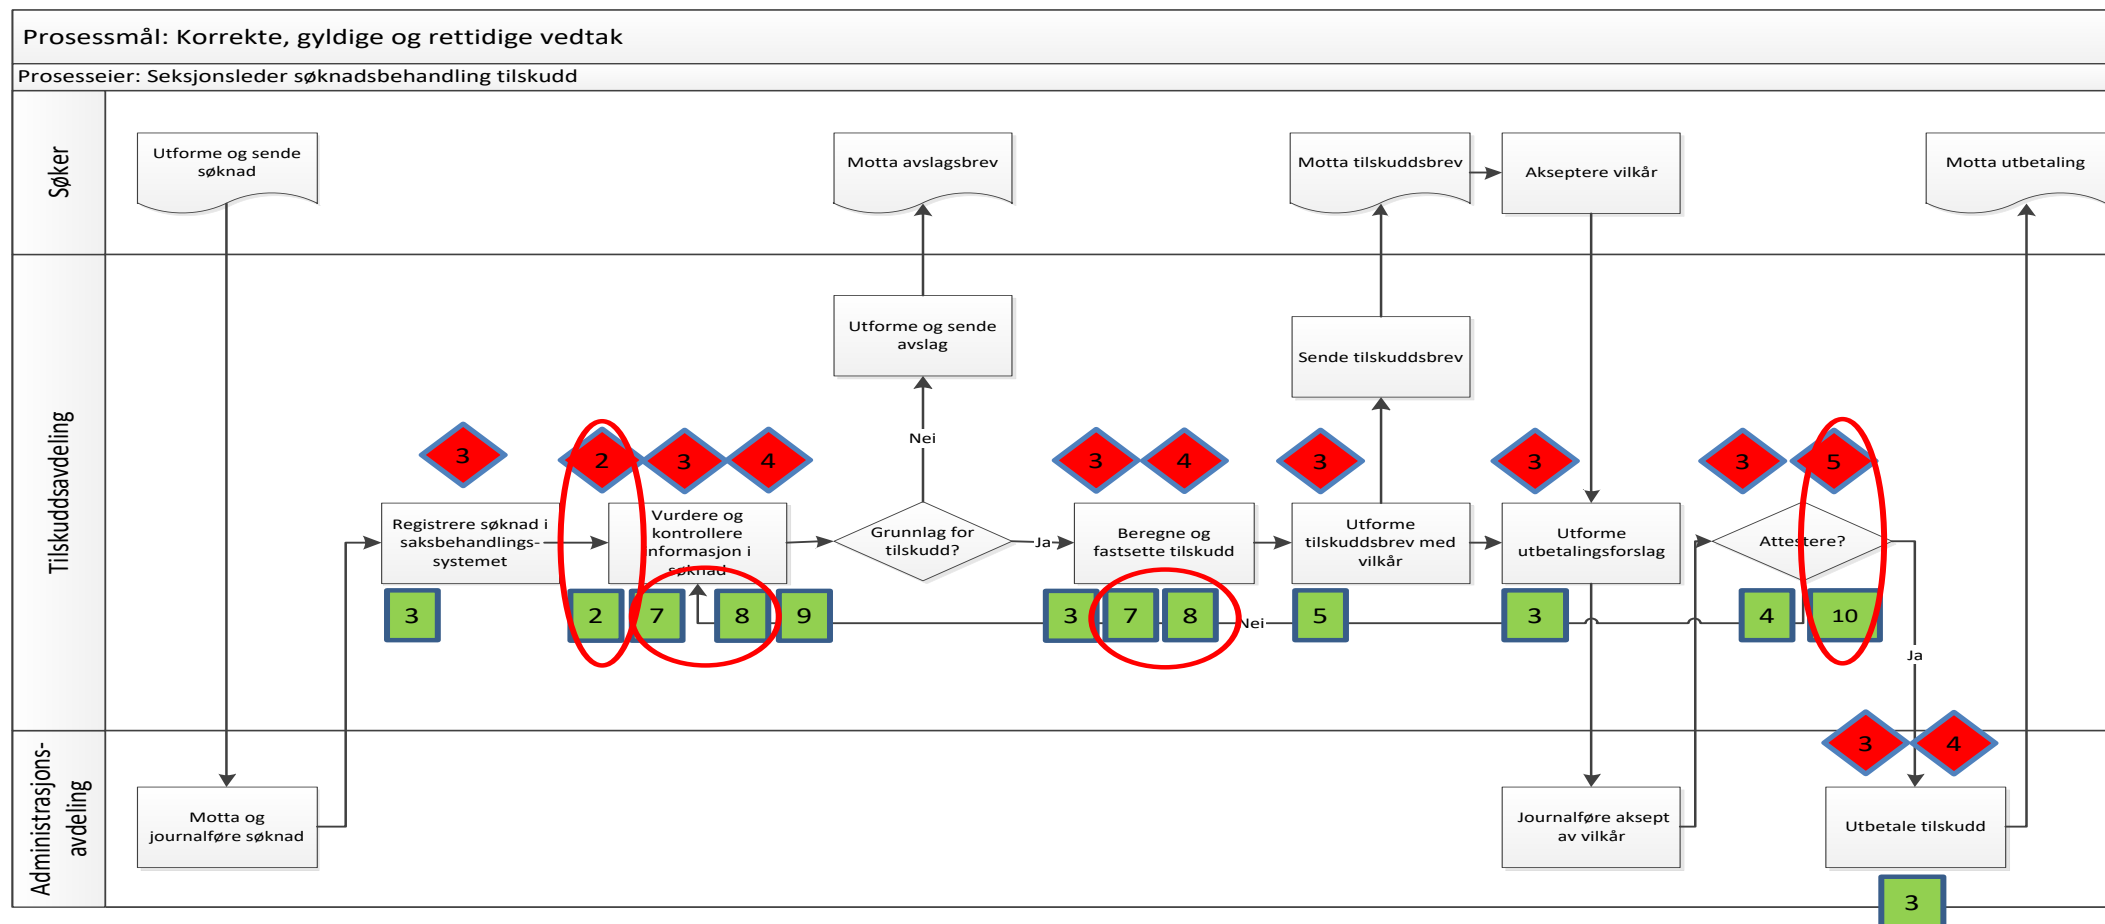 Prosessmål: Korrekte, gyldige og rettidige vedtak
Prosesseier: Seksjonsleder søknadsbehandling tilskudd
Søker
Utforme og sende
søknad
Motta avslagsbrev
Motta tilskuddsbrev
Akseptere vilkår
Motta utbetaling
Tilskuddsavdeling
Utforme og sende
avslag
Sende tilskuddsbrev
Nei
3
2
3
4
3
4
3
3
3
5
Registrere søknad i
saksbehandlings-
systemet
Vurdere og
kontrollere
informasjon i
søknad
Grunnlag for
tilskudd?
Ja
Beregne og
fastsette tilskudd
Utforme
tilskuddsbrev med
vilkår
Utforme
utbetalingsforslag
Attestere?
3
2
7
8
9
3
7
8
Nei
5
3
4
10
Ja
Administrasjons-
avdeling
3
4
Motta og
journalføre søknad
Journalføre aksept
av vilkår
Utbetale tilskudd
3